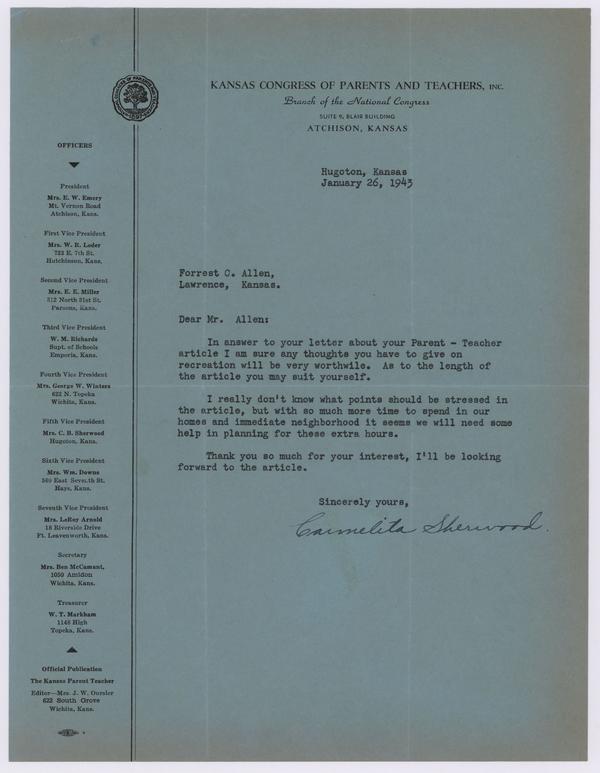 KANSAS CONGRESS OF PARENTS AND TEACHERS, INC.
Branch of the National Congress
SUITE 9, BLAIR BUILDING
ATCHISON, KANSAS
OFFICERS
President
Mrs. E. W. Emery
Mt. Vernon Road
Atchison, Kans.
First Vice President
Mrs. W. R. Loder
723 E. 7th St.
Hutchinson, Kans.
Second Vice President
Mrs. E. E. Miller
312 North 31st St.
Parsons, Kans.
Third Vice President
W. M. Richards
Supt. of Schools
Emporia, Kans.
Fourth Vice President
Mrs. George W. Winters
622 N. Topeka
Wichita, Kans.
Fifth Vice President
Mrs. C. B. Sherwood
Hugoton, Kans.
Sixth Vice President
Mrs. Wm. Downs
East Seventh St.
Hays, Kans.
Seventh Vice President
Mrs. LeRoy Arnold
18 Riverside Drive
Ft. Leavenworth, Kans.
Secretary
Mrs. Ben McCamant,
1050 Amidon
Wichita, Kans.
Treasurer
W. T. Markham
1148 High
Topeka, Kans.
Official Publication
The Kansas Parent Teacher
Editor—Mrs. J. W. Oursler
622 South Grove
Wichita, Kans.
Hugoton, Kansas
January 26, 1943
Forrest C. Allen,
Lawrence, Kansas.
Dear Mr. Allen:
In answer to your letter about your Parent - Teacher
article I am sure any thoughts you have to give on
recreation will be very worthwile. As to the length of
the article you may suit yourself.
I really don't know what points should be stressed in
the article, but with so much more time to spend in our
homes and immediate neighborhood it seems we will need some
help in planning for these extra hours.
Thank you so much for your interest, I'll be looking
forward to the article.
Sincerely yours,
Carmelita Sherwood.